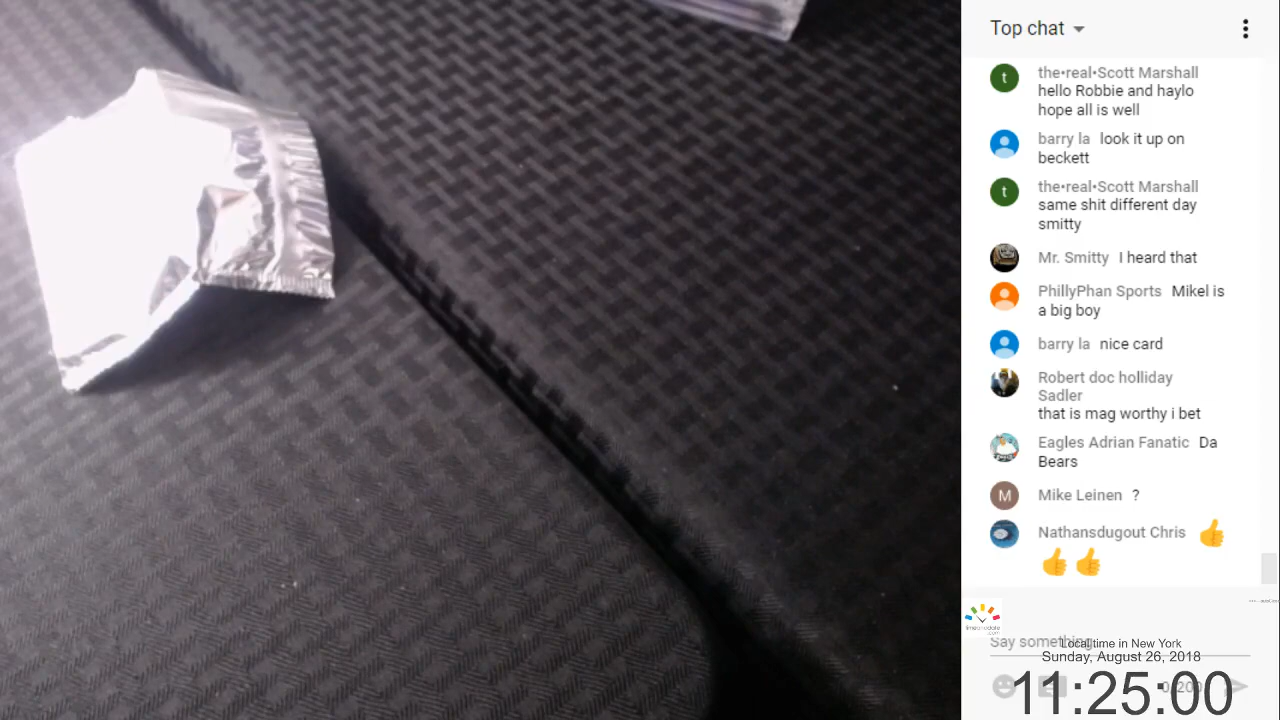 Top chat
the•real•Scott Marshall
hello Robbie and haylo
hope all is well
barry la look it up on
beckett
the•real•Scott Marshall
same shit different day
smitty
Mr. Smitty I heard that
PhillyPhan Sports Mikel is
a big boy
barry la nice card
Robert doc holliday
Sadler
that is mag worthy i bet
Eagles Adrian Fanatic Da
Bears
Mike Leinen ?
Nathansdugout Chris 👍
👍👍
Say something
Local time in New York
Sunday, August 26, 2018
11:25:00